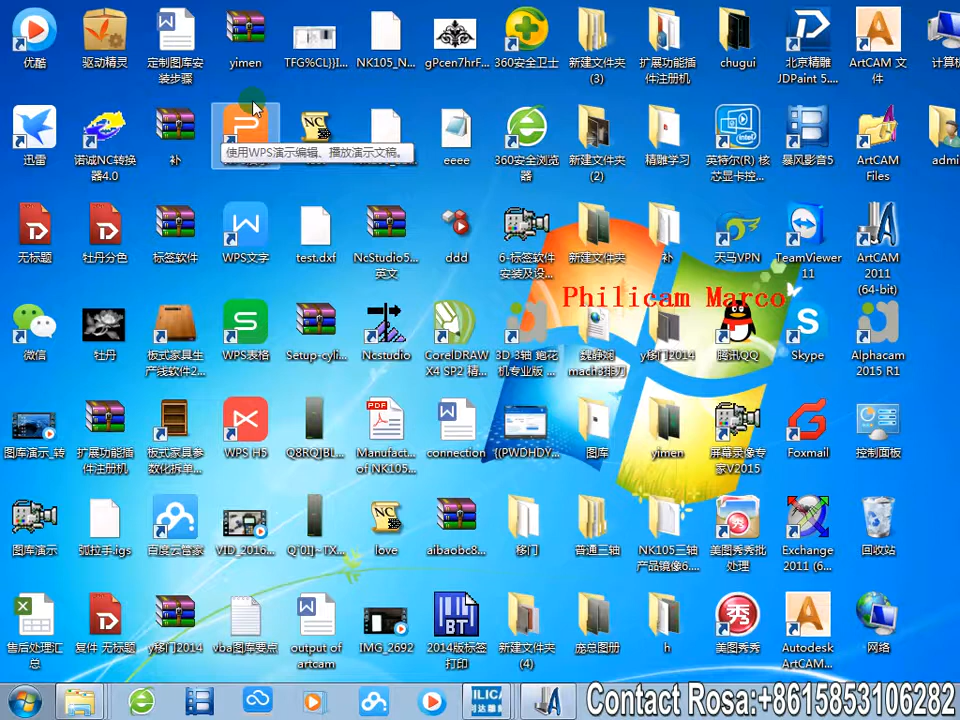 优酷
驱动精灵
定制图库安
装步骤
yimen
TFG%CL}}I...
NK105_N...
gPcen7hrF...
360安全卫士
新建文件夹
(3)
扩展功能插
件注册机
chugui
北京精雕
JDPaint 5....
ArtCAM 文
件
计算机
迅雷
诺诚NC转换
器4.0
补
使用WPS演示编辑、播放演示文稿。
eeee
360安全浏览
器
新建文件夹
(2)
精雕学习
英特尔(R) 核
芯显卡控...
暴风影音5
ArtCAM
Files
admi
无标题
牡丹分色
标签软件
WPS文字
test.dxf
NcStudio5...
英文
ddd
6-标签软件
安装及设...
新建文件夹
补
天马VPN
TeamViewer
11
ArtCAM
2011
(64-bit)
Philicam Marco
微信
牡丹
板式家具生
产线软件2...
WPS表格
Setup-cyli...
Ncstudio
CorelDRAW
X4 SP2 精...
3D 3轴 雕花
机专业版 ...
mach3排刀
y移门2014
腾讯QQ
Skype
Alphacam
2015 R1
图库演示_转
扩展功能插
件注册机
板式家具参
数化拆单...
WPS H5
Q8RQJBL...
Manufact...
of NK105...
connection
((PWDHDY...
图库
yimen
屏幕录像专
家V2015
Foxmail
控制面板
图库演示
弧拉手.igs
百度云管家
VID_2016...
Q`0IJ~TX...
love
aibaobc8...
移门
普通三轴
NK105三轴
产品镜像6....
美图秀秀批
处理
Exchange
2011 (6...
回收站
售后处理汇
总
复件 无标题
y移门2014
vba图库要点
output of
artcam
IMG_2692
2014版标签
打印
新建文件夹
(4)
庞总图册
h
美图秀秀
Autodesk
ArtCAM...
网络
Contact Rosa:+8615853106282